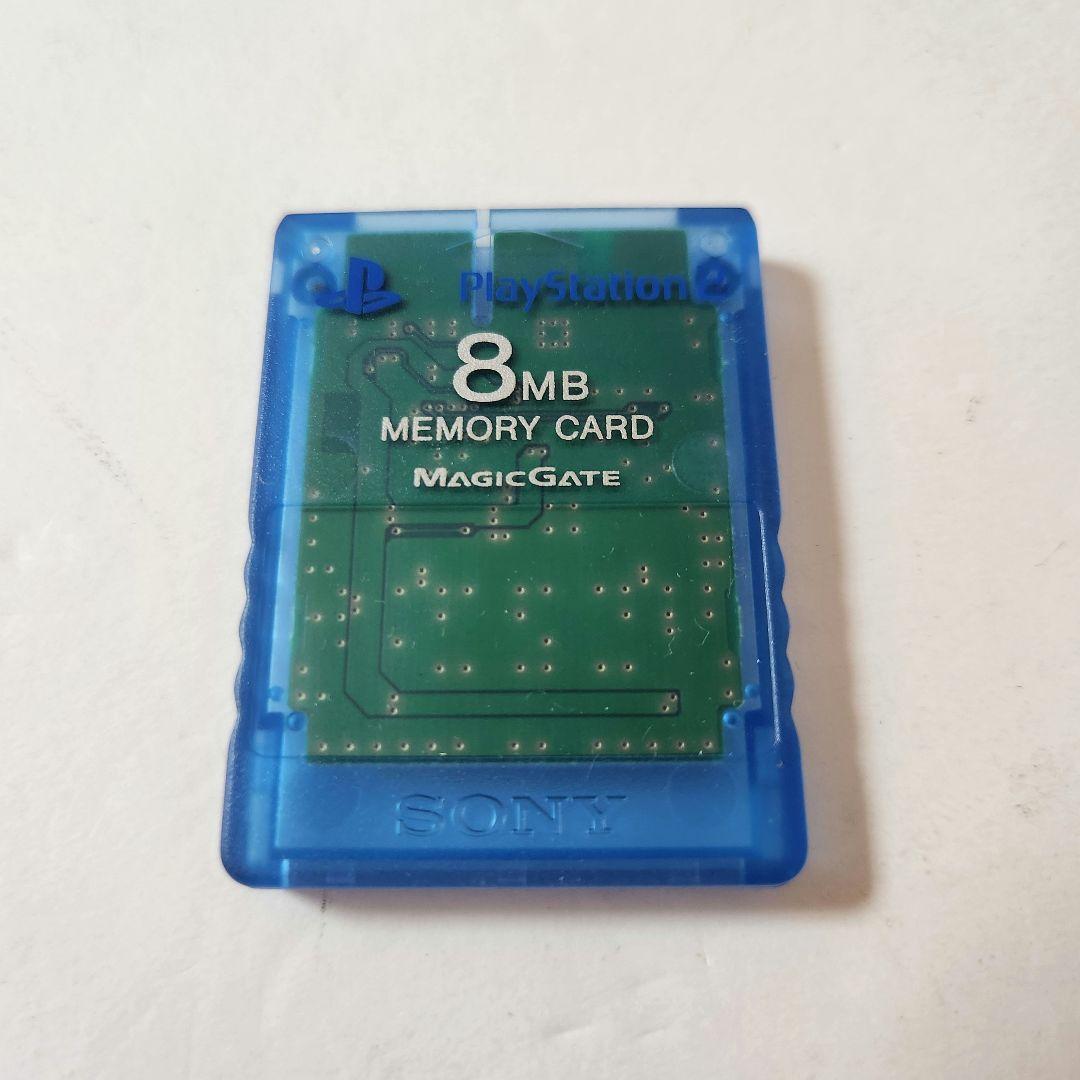 PlayStation 2
8MB
MEMORY CARD
MAGICGATE
SONY